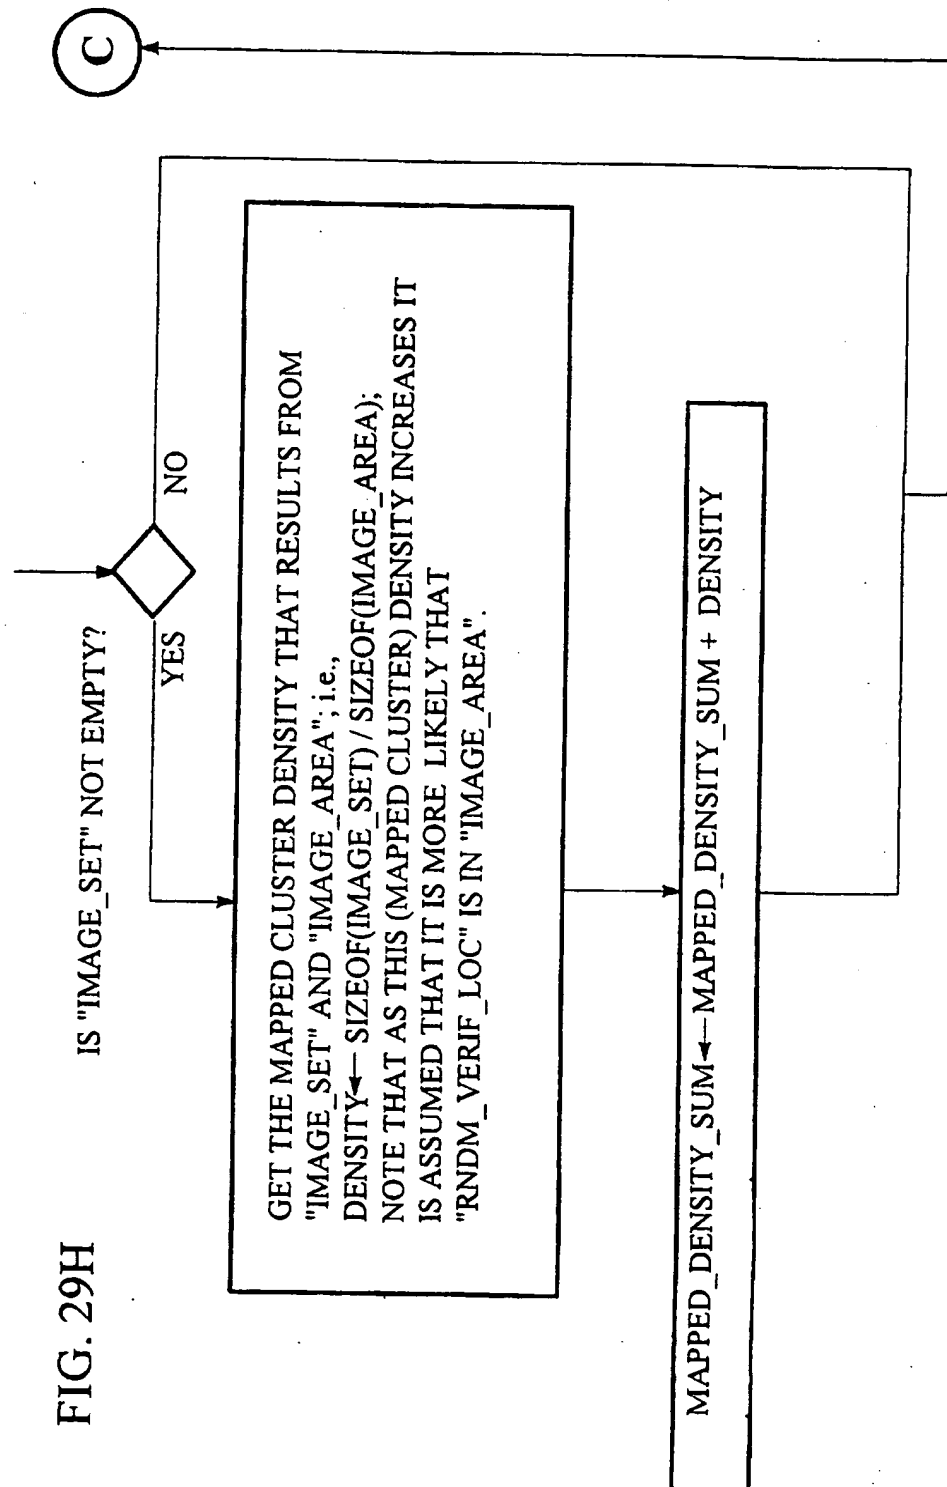 FIG. 29H
IS "IMAGE_SET" NOT EMPTY?
YES
NO
C
GET THE MAPPED CLUSTER DENSITY THAT RESULTS FROM
"IMAGE_SET" AND "IMAGE_AREA"; i.e.,
DENSITY← SIZEOF(IMAGE_SET) / SIZEOF(IMAGE_AREA);
NOTE THAT AS THIS (MAPPED CLUSTER) DENSITY INCREASES IT
IS ASSUMED THAT IT IS MORE LIKELY THAT
"RNDM_VERIF_LOC" IS IN "IMAGE_AREA".
MAPPED_DENSITY_SUM←MAPPED_DENSITY_SUM + DENSITY